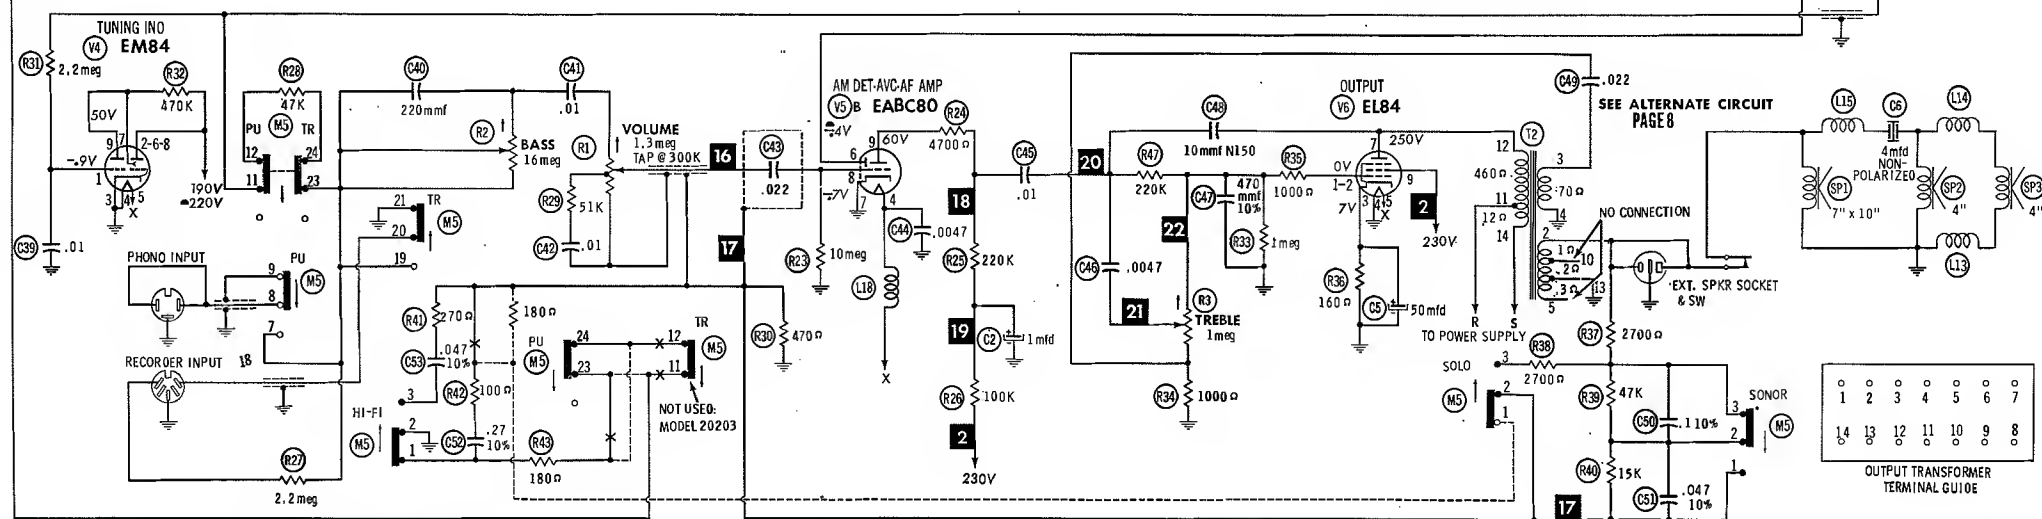 TUNING IND
V4 EM84
R31
2.2meg
R32
470K
50V
9
7
2-6-8
-.9V
1
3
4
5
X
190V
220V
C39
.01
R28
47K
PU
M5
TR
12
24
11
23
C40
220mmf
C41
.01
R2
BASS
16meg
R1
VOLUME
1.3meg
TAP @ 300K
R29
51K
C42
.01
21
TR
20
M5
19
PHONO INPUT
PU
9
M5
8
7
RECORDER INPUT
18
R27
2.2meg
16
C43
.022
17
AM DET-AVC-AF AMP
V5 B EABC80
-.4V
9
60V
6
8
-.7V
7
4
R24
4700Ω
R23
10meg
C44
.0047
L18
X
18
R25
220K
19
C2
1mfd
R26
100K
2
230V
C45
.01
R41
270Ω
C53
.047
10%
R42
100Ω
3
HI-FI
2
M5
1
C52
.27
10%
R43
180Ω
180Ω
PU
24
M5
23
X
12
TR
X
11
M5
NOT USED:
MODEL 20203
R30
470Ω
20
C48
10mmf N150
R47
220K
R35
1000Ω
22
C47
470
mmf
10%
R33
1meg
C46
.0047
21
R3
TREBLE
1meg
R34
1000Ω
OUTPUT
V6 EL84
7
250V
0V
1-2
9
7V
3
4
5
X
2
230V
R36
160Ω
C5
50mfd
C49
.022
SEE ALTERNATE CIRCUIT
PAGE 8
T2
12
460Ω
3
70Ω
11
12Ω
4
14
NO CONNECTION
2
.1Ω
10
.2Ω
.3Ω
13
5
R
S
TO POWER SUPPLY
EXT. SPKR SOCKET
& SW
R37
2700Ω
SOLO
3
R38
2700Ω
2
M5
1
R39
47K
C50
.1 10%
SONOR
3
M5
2
R40
15K
1
C51
.047
10%
17
L15
C6
L14
4mfd
NON-
POLARIZED
SP1
7" x 10"
SP2
4"
SP3
4"
L13
1 2 3 4 5 6 7
14 13 12 11 10 9 8
OUTPUT TRANSFORMER
TERMINAL GUIDE